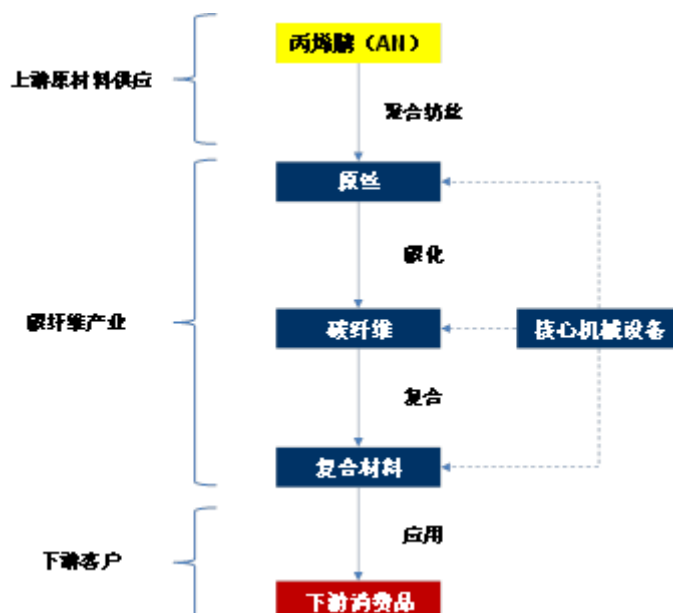 丙烯腈（AN）
上游原材料供应
聚合纺丝
原丝
碳化
碳纤维产业
碳纤维
核心机械设备
复合
复合材料
应用
下游客户
下游消费品